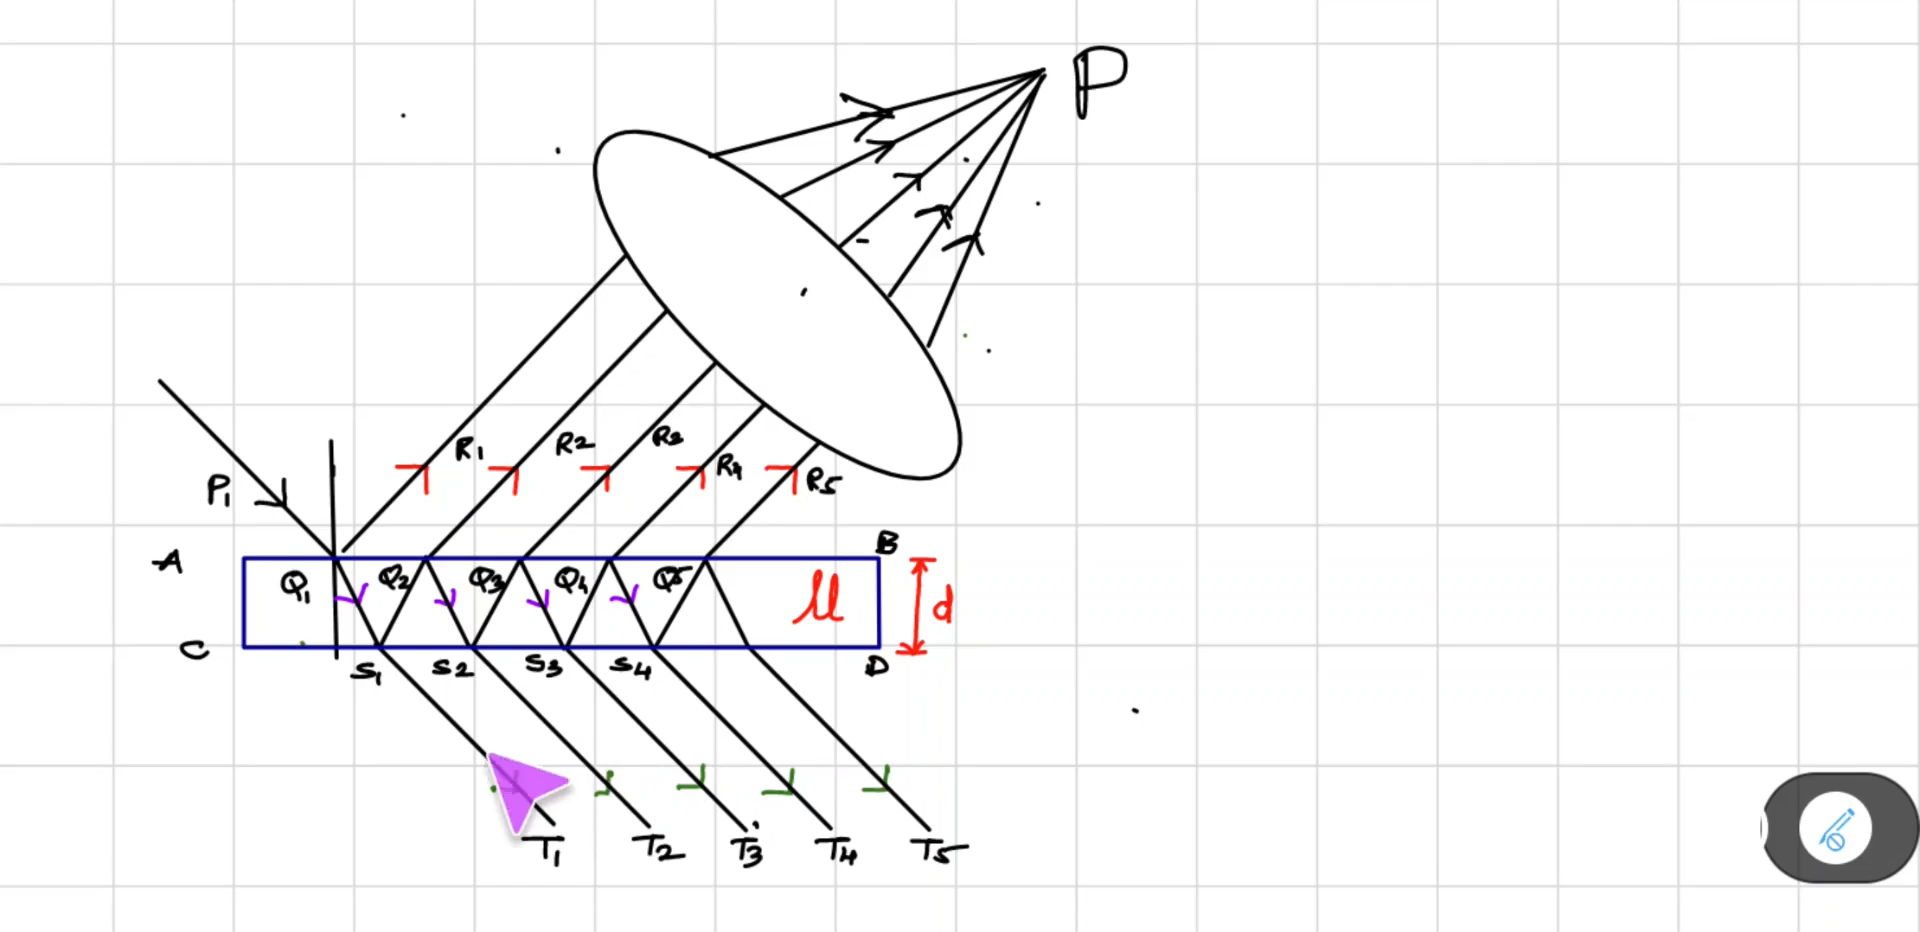 P
R1 R2 R3 R4 R5
P1
A B
Q1 Q2 Q3 Q4 Q5 μ d
C D
S1 S2 S3 S4
T1 T2 T3 T4 T5